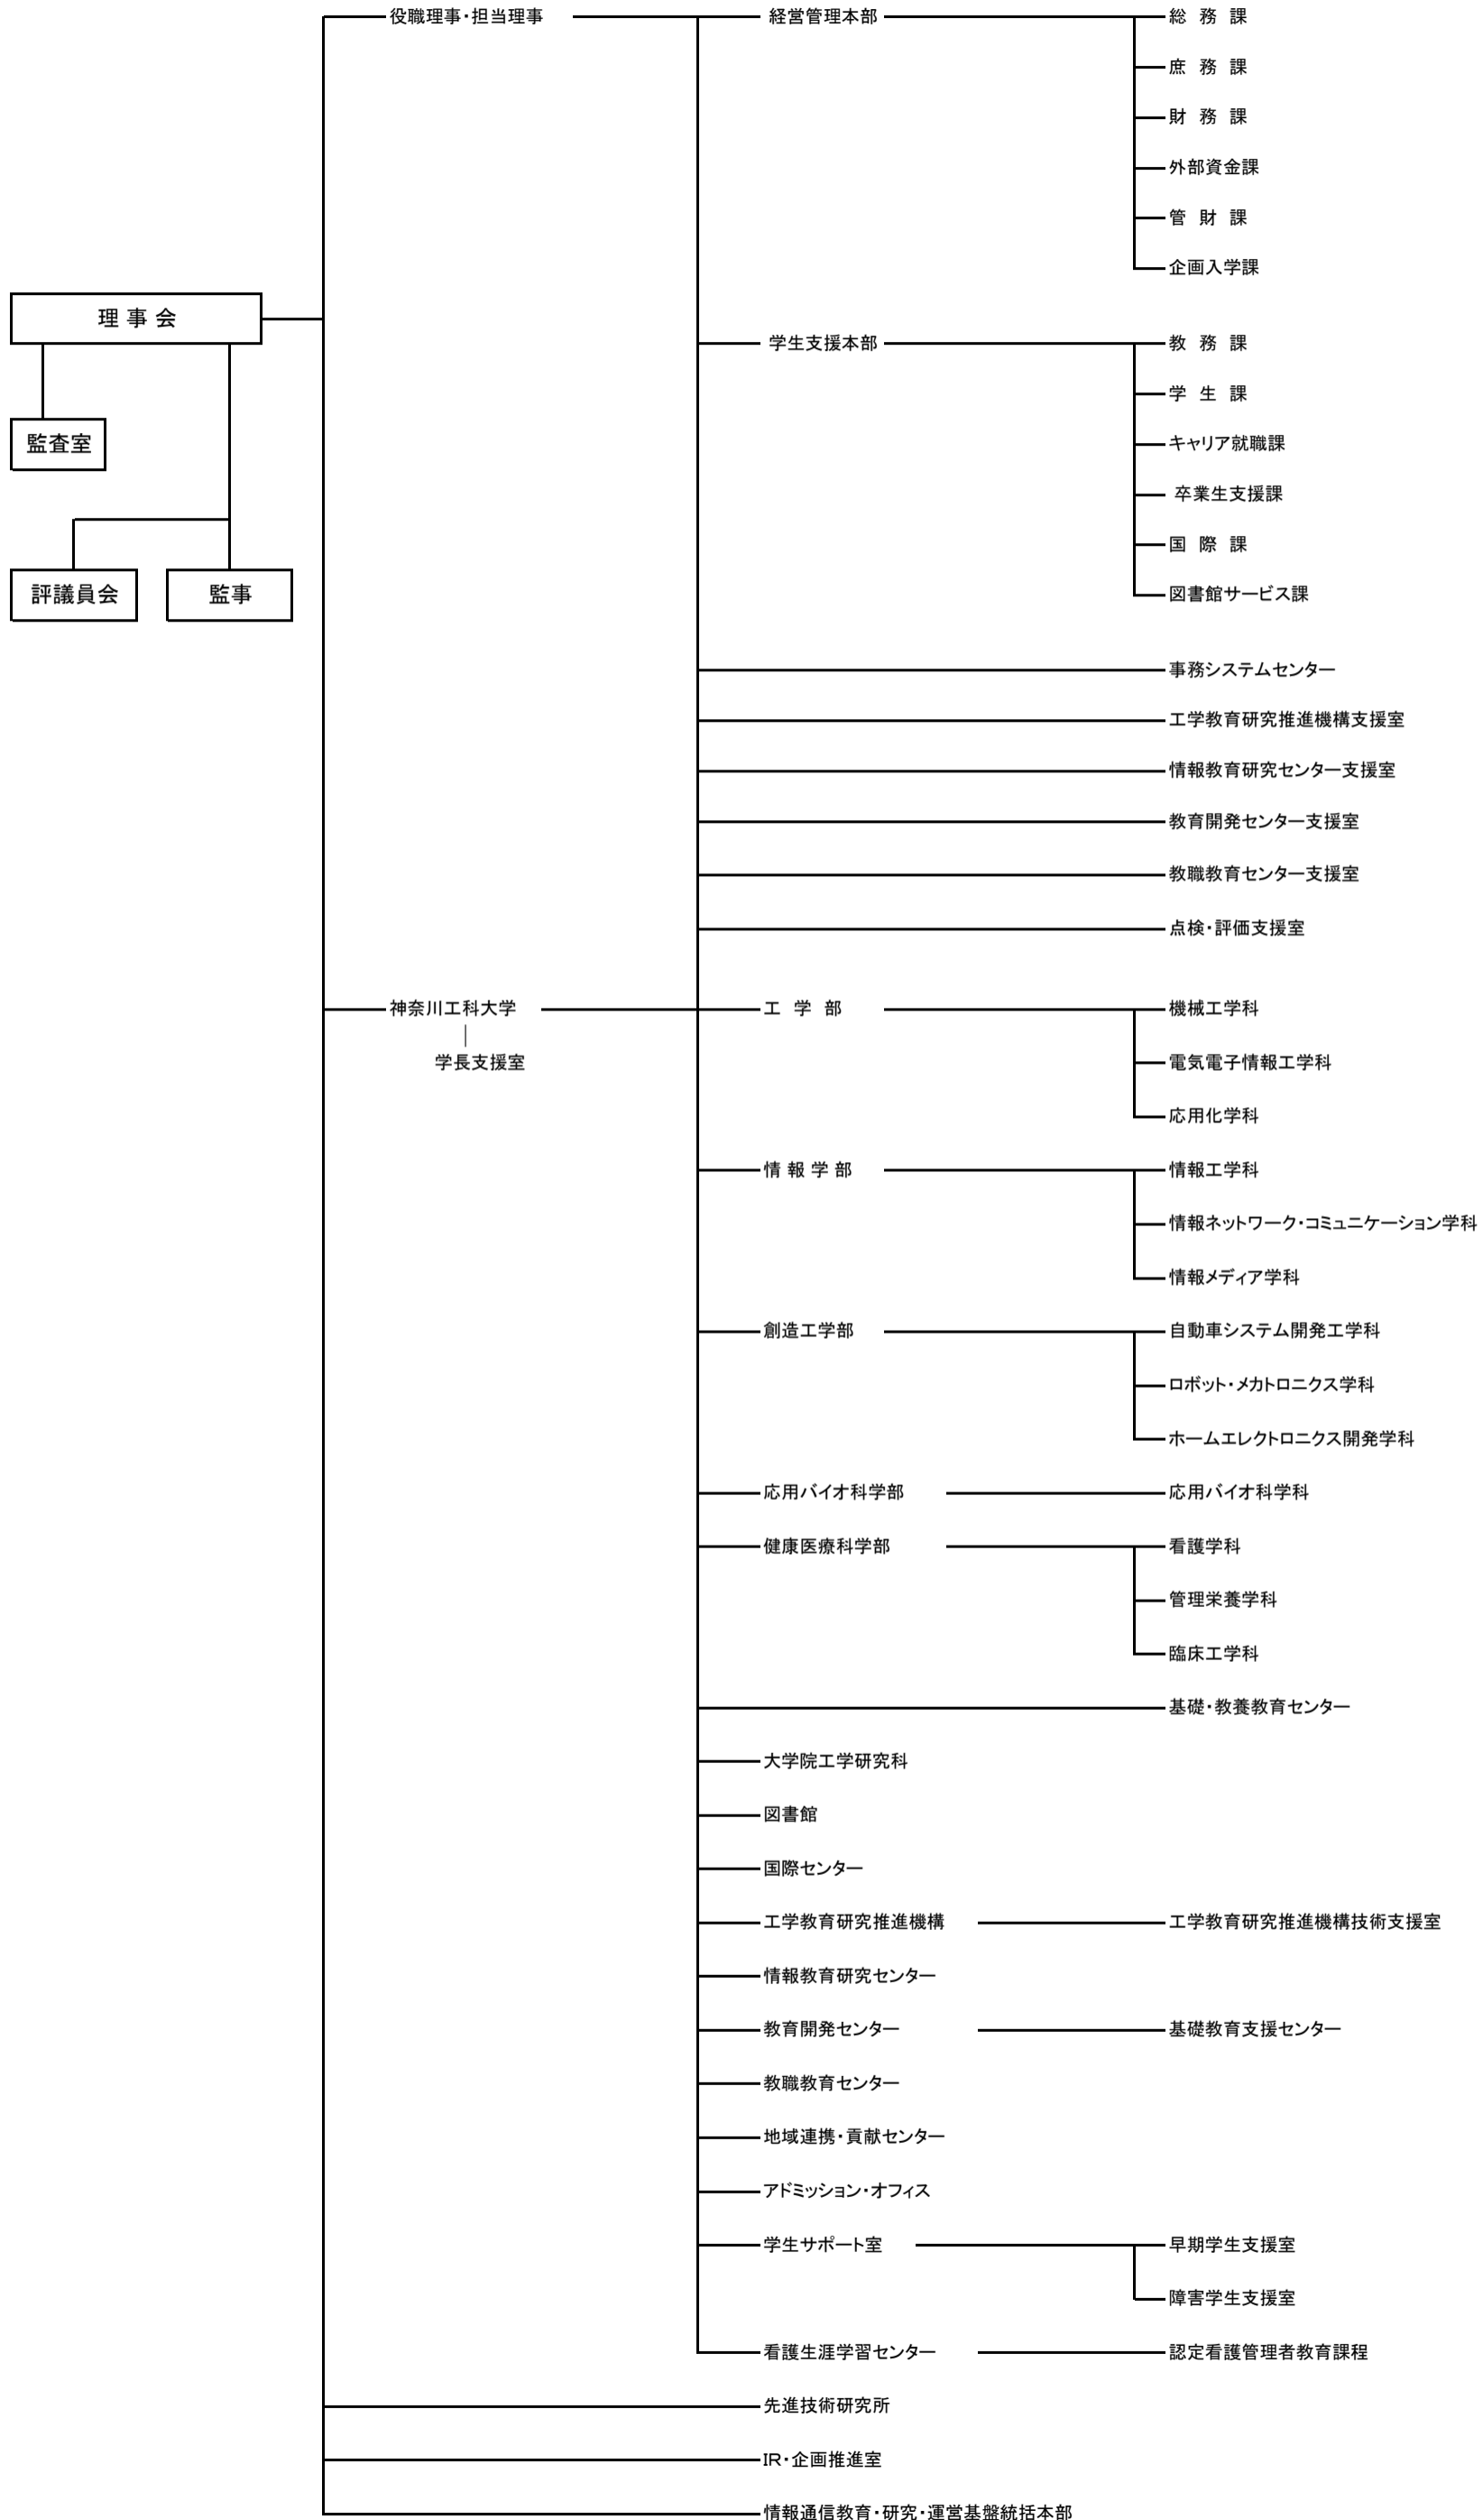 役職理事・担当理事 経営管理本部 総務課
庶務課
財務課
外部資金課
管財課
企画入学課
理事会
学生支援本部 教務課
学生課
監査室 キャリア就職課
卒業生支援課
国際課
評議員会 監事 図書館サービス課
事務システムセンター
工学教育研究推進機構支援室
情報教育研究センター支援室
教育開発センター支援室
教職教育センター支援室
点検・評価支援室
神奈川工科大学 工学部 機械工学科
学長支援室 電気電子情報工学科
応用化学科
情報学部 情報工学科
情報ネットワーク・コミュニケーション学科
情報メディア学科
創造工学部 自動車システム開発工学科
ロボット・メカトロニクス学科
ホームエレクトロニクス開発学科
応用バイオ科学部 応用バイオ科学科
健康医療科学部 看護学科
管理栄養学科
臨床工学科
基礎・教養教育センター
大学院工学研究科
図書館
国際センター
工学教育研究推進機構 工学教育研究推進機構技術支援室
情報教育研究センター
教育開発センター 基礎教育支援センター
教職教育センター
地域連携・貢献センター
アドミッション・オフィス
学生サポート室 早期学生支援室
障害学生支援室
看護生涯学習センター 認定看護管理者教育課程
先進技術研究所
IR・企画推進室
情報通信教育・研究・運営基盤統括本部